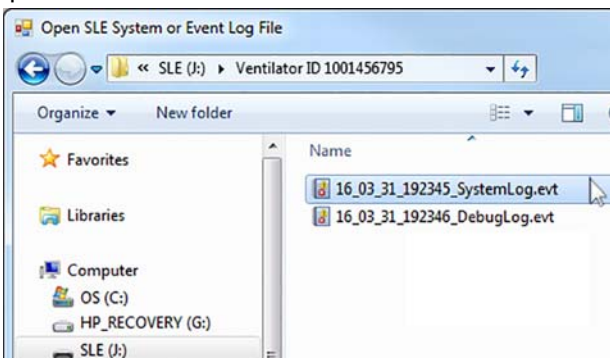 Open SLE System or Event Log File
« SLE (J:) ▸ Ventilator ID 1001456795
Organize ▾ New folder
Favorites
Libraries
Computer
OS (C:)
HP_RECOVERY (G:)
SLE (J:)
Name
16_03_31_192345_SystemLog.evt
16_03_31_192346_DebugLog.evt